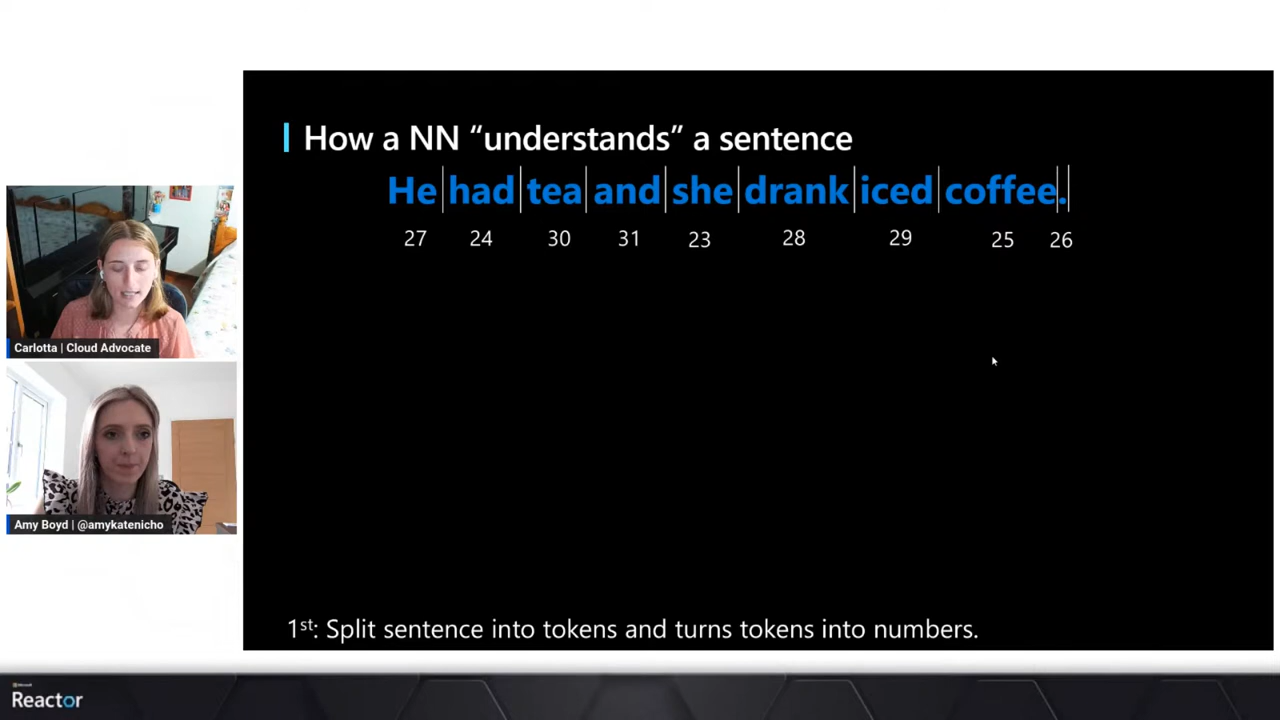 How a NN “understands” a sentence
He had tea and she drank iced coffee.
27 24 30 31 23 28 29 25 26
Carlotta | Cloud Advocate
Amy Boyd | @amykatenicho
1st: Split sentence into tokens and turns tokens into numbers.
Microsoft
Reactor